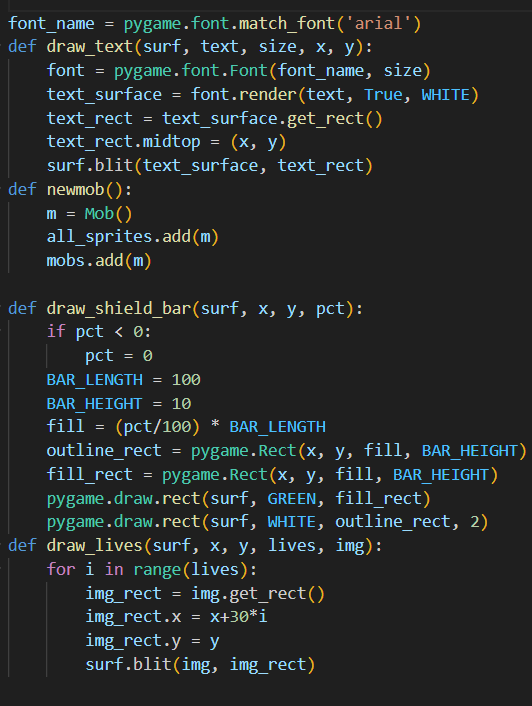 font_name = pygame.font.match_font('arial')
def draw_text(surf, text, size, x, y):
    font = pygame.font.Font(font_name, size)
    text_surface = font.render(text, True, WHITE)
    text_rect = text_surface.get_rect()
    text_rect.midtop = (x, y)
    surf.blit(text_surface, text_rect)
def newmob():
    m = Mob()
    all_sprites.add(m)
    mobs.add(m)

def draw_shield_bar(surf, x, y, pct):
    if pct < 0:
        pct = 0
    BAR_LENGTH = 100
    BAR_HEIGHT = 10
    fill = (pct/100) * BAR_LENGTH
    outline_rect = pygame.Rect(x, y, fill, BAR_HEIGHT)
    fill_rect = pygame.Rect(x, y, fill, BAR_HEIGHT)
    pygame.draw.rect(surf, GREEN, fill_rect)
    pygame.draw.rect(surf, WHITE, outline_rect, 2)
def draw_lives(surf, x, y, lives, img):
    for i in range(lives):
        img_rect = img.get_rect()
        img_rect.x = x+30*i
        img_rect.y = y
        surf.blit(img, img_rect)